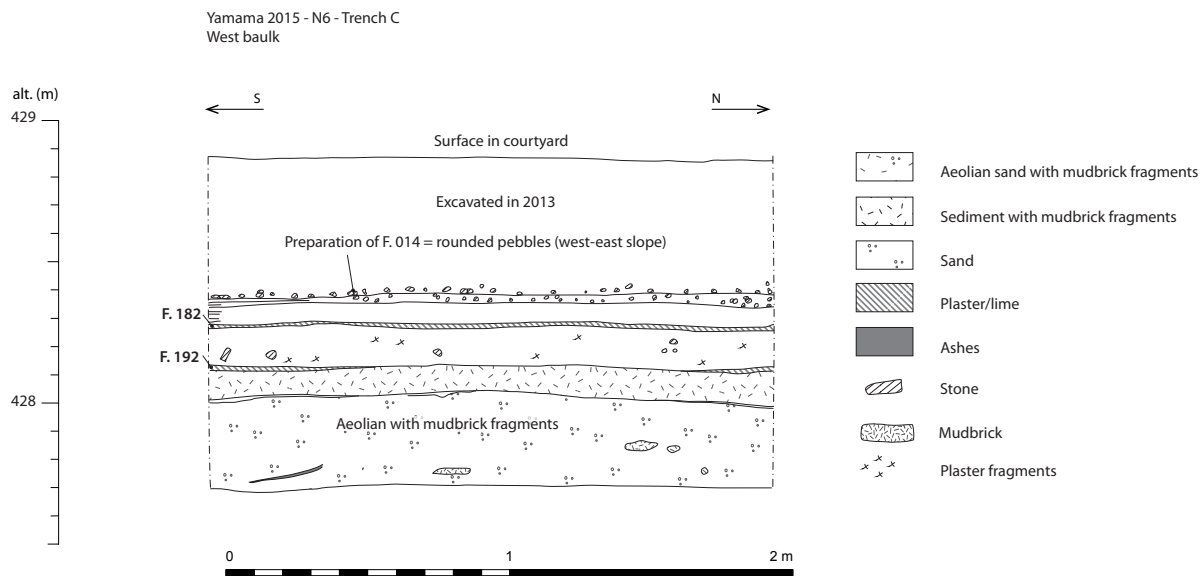 Yamama 2015 - N6 - Trench C
West baulk
alt. (m)
S
N
429
Surface in courtyard
Aeolian sand with mudbrick fragments
Excavated in 2013
Sediment with mudbrick fragments
Preparation of F. 014 = rounded pebbles (west-east slope)
Sand
Plaster/lime
F. 182
Ashes
F. 192
Stone
428
Aeolian with mudbrick fragments
Mudbrick
Plaster fragments
0
1
2 m